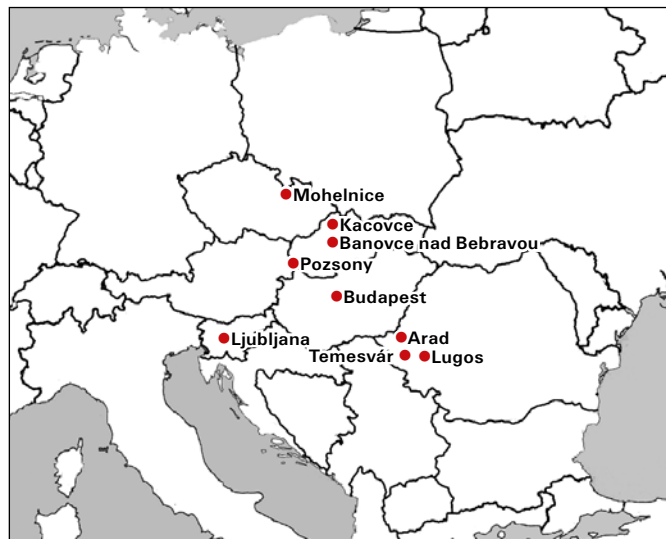 Mohelnice
Kacovce
Banovce nad Bebravou
Pozsony
Budapest
Ljubljana
Arad
Temesvár
Lugos